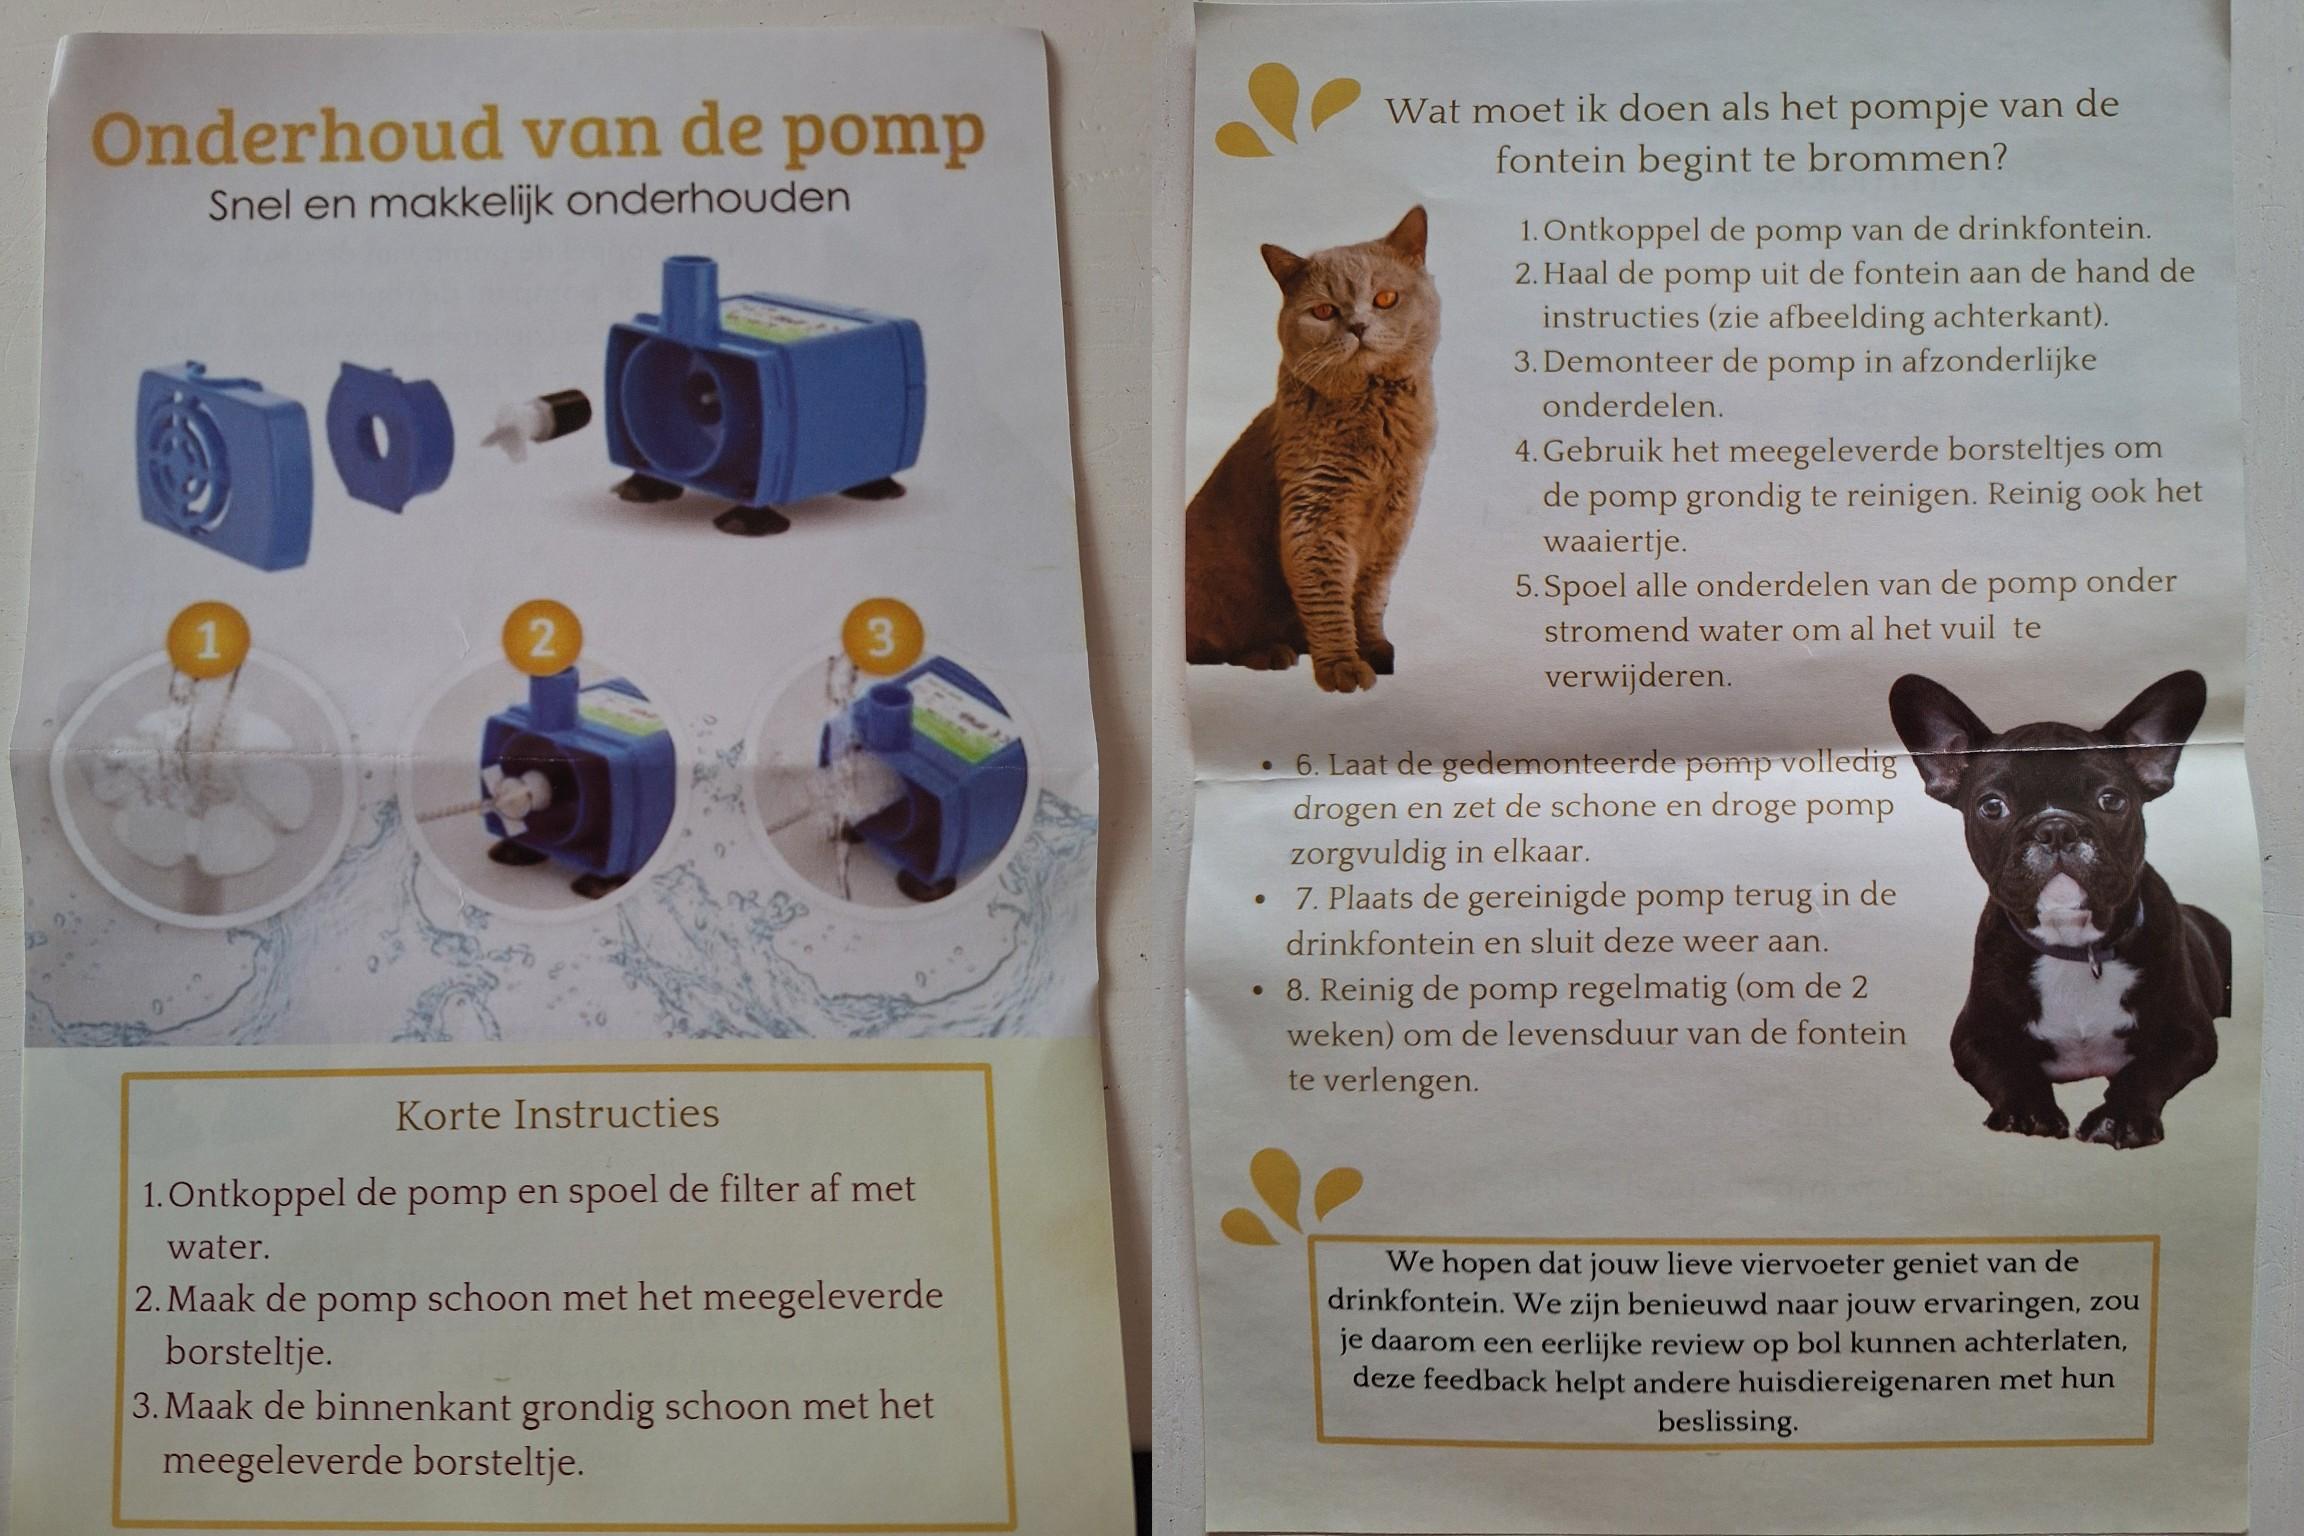 Onderhoud van de pomp
Snel en makkelijk onderhouden
1
2
3
Korte Instructies
1. Ontkoppel de pomp en spoel de filter af met
water.
2. Maak de pomp schoon met het meegeleverde
borsteltje.
3. Maak de binnenkant grondig schoon met het
meegeleverde borsteltje.
Wat moet ik doen als het pompje van de
fontein begint te brommen?
1. Ontkoppel de pomp van de drinkfontein.
2. Haal de pomp uit de fontein aan de hand de
instructies (zie afbeelding achterkant).
3. Demonteer de pomp in afzonderlijke
onderdelen.
4. Gebruik het meegeleverde borsteltjes om
de pomp grondig te reinigen. Reinig ook het
waaiertje.
5. Spoel alle onderdelen van de pomp onder
stromend water om al het vuil te
verwijderen.
• 6. Laat de gedemonteerde pomp volledig
drogen en zet de schone en droge pomp
zorgvuldig in elkaar.
• 7. Plaats de gereinigde pomp terug in de
drinkfontein en sluit deze weer aan.
• 8. Reinig de pomp regelmatig (om de 2
weken) om de levensduur van de fontein
te verlengen.
We hopen dat jouw lieve viervoeter geniet van de
drinkfontein. We zijn benieuwd naar jouw ervaringen, zou
je daarom een eerlijke review op bol kunnen achterlaten,
deze feedback helpt andere huisdiereigenaren met hun
beslissing.